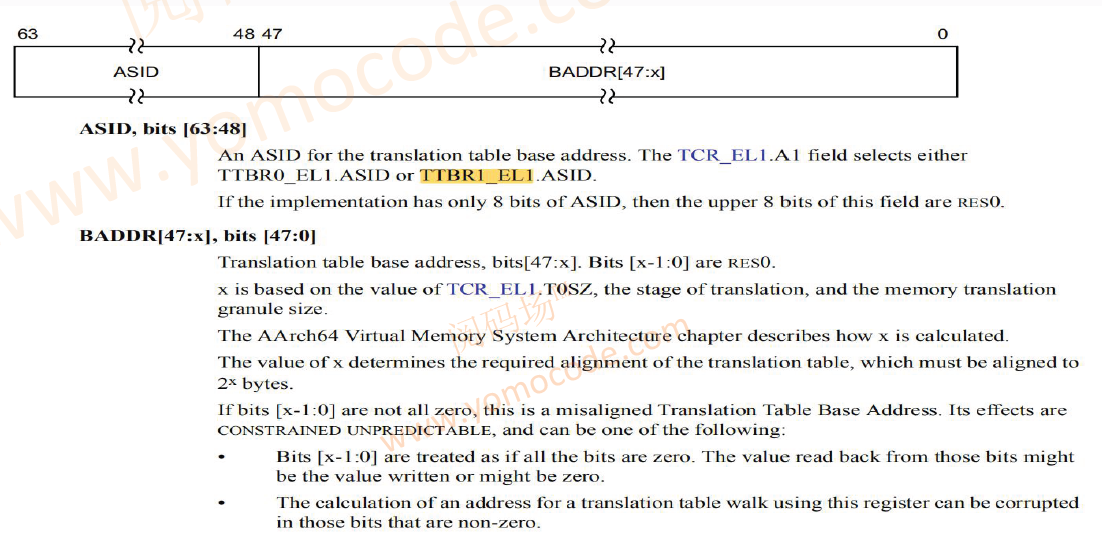 www.yomocode.com
阅码场
63 48 47 0
ASID BADDR[47:x]
ASID, bits [63:48]
An ASID for the translation table base address. The TCR_EL1.A1 field selects either
TTBR0_EL1.ASID or TTBR1_EL1.ASID.
If the implementation has only 8 bits of ASID, then the upper 8 bits of this field are RES0.
BADDR[47:x], bits [47:0]
Translation table base address, bits[47:x]. Bits [x-1:0] are RES0.
x is based on the value of TCR_EL1.T0SZ, the stage of translation, and the memory translation
granule size.
阅码场
The AArch64 Virtual Memory System Architecture chapter describes how x is calculated.
The value of x determines the required alignment of the translation table, which must be aligned to
2ˣ bytes.
www.yomocode.com
If bits [x-1:0] are not all zero, this is a misaligned Translation Table Base Address. Its effects are
CONSTRAINED UNPREDICTABLE, and can be one of the following:
• Bits [x-1:0] are treated as if all the bits are zero. The value read back from those bits might
be the value written or might be zero.
• The calculation of an address for a translation table walk using this register can be corrupted
in those bits that are non-zero.